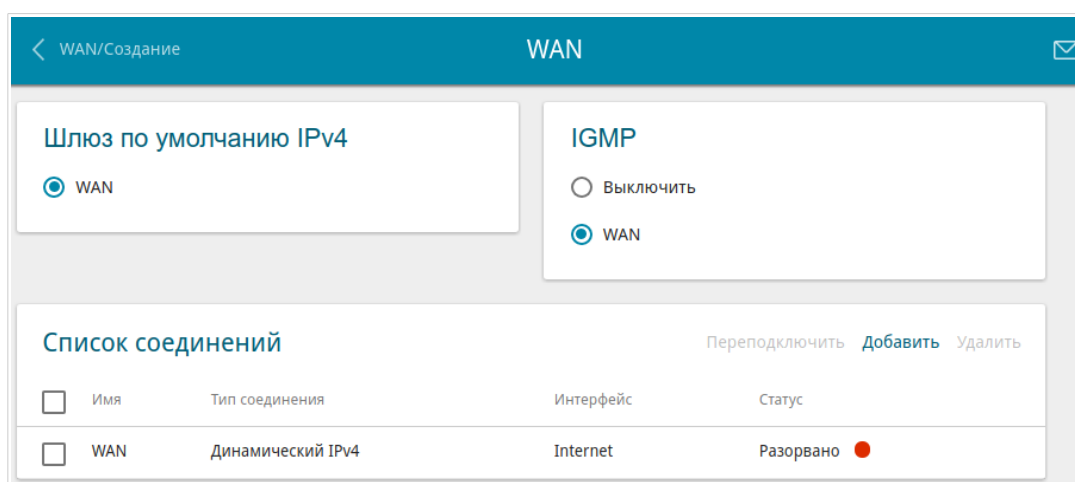 WAN/Создание
WAN
Шлюз по умолчанию IPv4
WAN
IGMP
Выключить
WAN
Список соединений
Переподключить Добавить Удалить
Имя Тип соединения Интерфейс Статус
WAN Динамический IPv4 Internet Разорвано